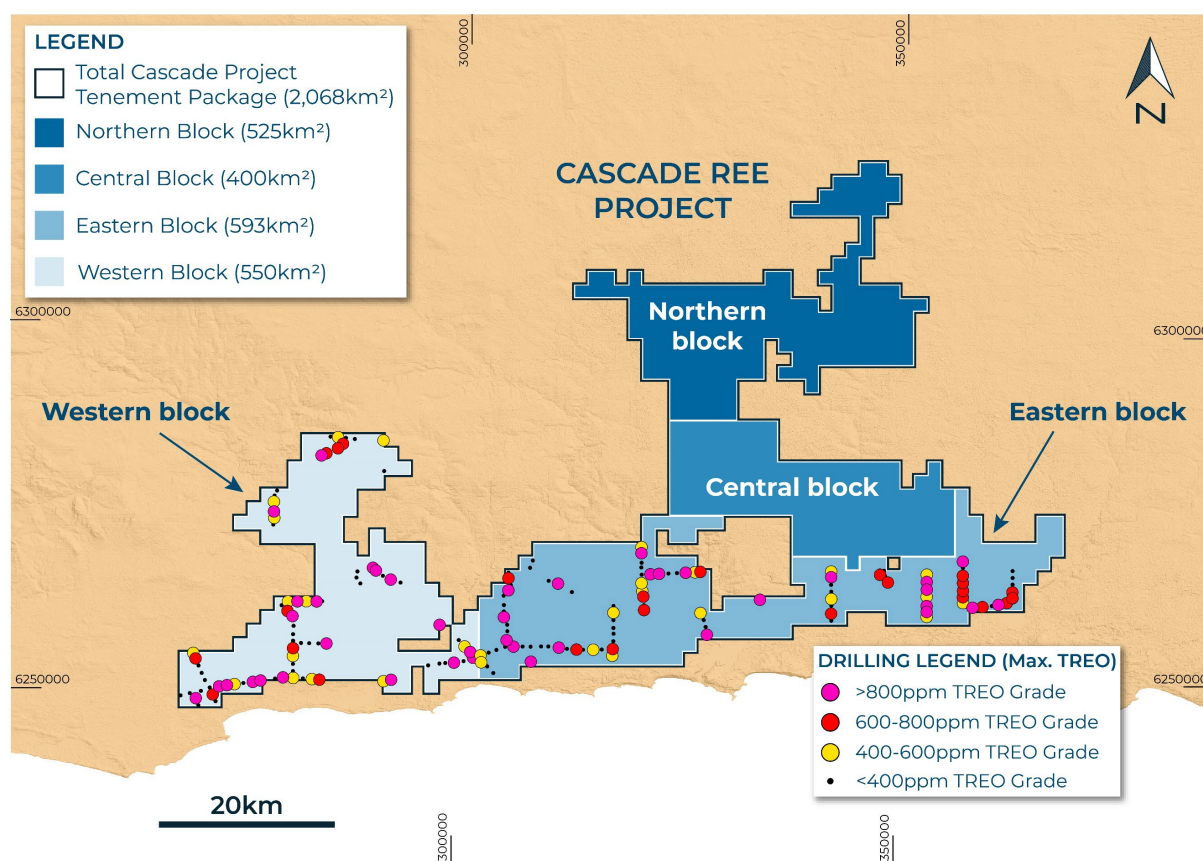 300000
350000
LEGEND
Total Cascade Project
Tenement Package (2,068km²)
Northern Block (525km²)
Central Block (400km²)
Eastern Block (593km²)
Western Block (550km²)
N
CASCADE REE
PROJECT
6300000
6300000
Northern
block
Western block
Eastern block
Central block
6250000
6250000
DRILLING LEGEND (Max. TREO)
>800ppm TREO Grade
600-800ppm TREO Grade
400-600ppm TREO Grade
<400ppm TREO Grade
20km
300000
350000